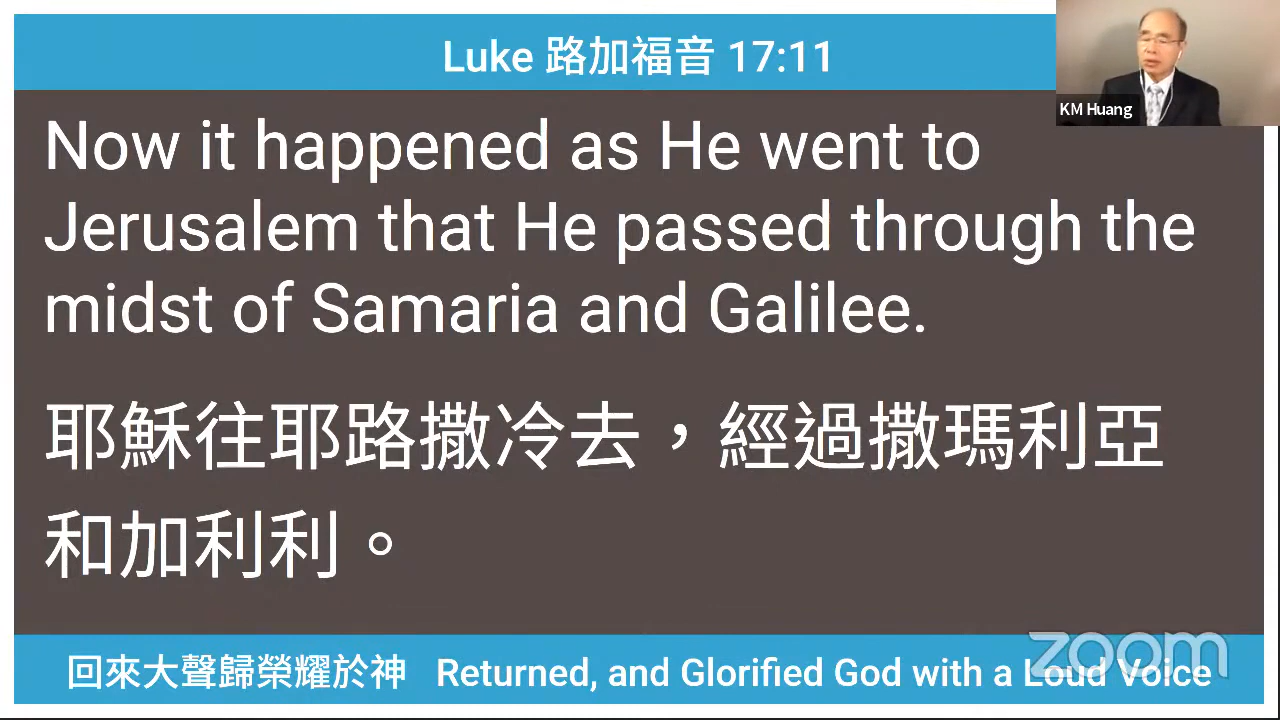 Luke 路加福音 17:11
KM Huang
Now it happened as He went to
Jerusalem that He passed through the
midst of Samaria and Galilee.
耶穌往耶路撒冷去，經過撒瑪利亞
和加利利。
zoom
回來大聲歸榮耀於神 Returned, and Glorified God with a Loud Voice